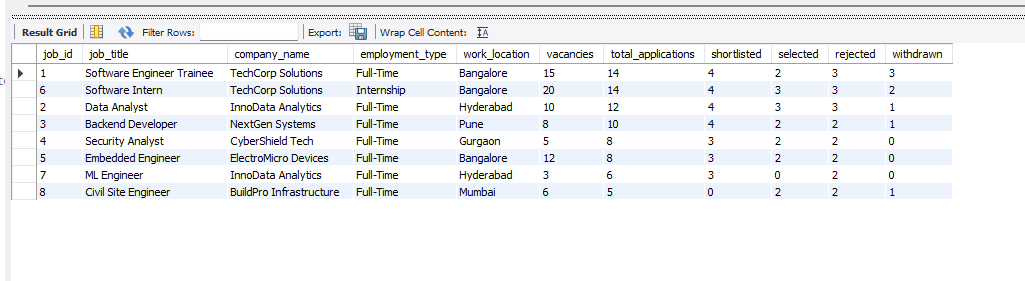 Result Grid Filter Rows: Export: Wrap Cell Content:
job_id job_title company_name employment_type work_location vacancies total_applications shortlisted selected rejected withdrawn
1 Software Engineer Trainee TechCorp Solutions Full-Time Bangalore 15 14 4 2 3 3
6 Software Intern TechCorp Solutions Internship Bangalore 20 14 4 3 3 2
2 Data Analyst InnoData Analytics Full-Time Hyderabad 10 12 4 3 3 1
3 Backend Developer NextGen Systems Full-Time Pune 8 10 4 2 2 1
4 Security Analyst CyberShield Tech Full-Time Gurgaon 5 8 3 2 2 0
5 Embedded Engineer ElectroMicro Devices Full-Time Bangalore 12 8 3 2 2 0
7 ML Engineer InnoData Analytics Full-Time Hyderabad 3 6 3 0 2 0
8 Civil Site Engineer BuildPro Infrastructure Full-Time Mumbai 6 5 0 2 2 1